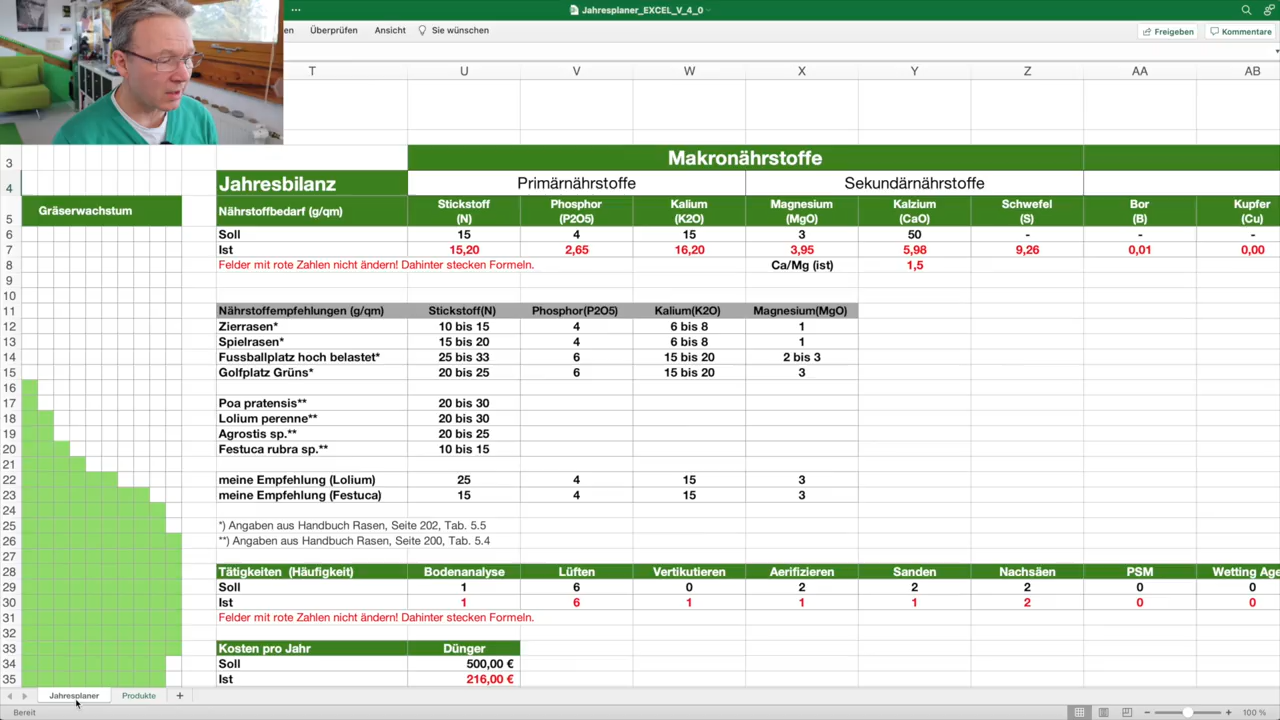 Jahresplaner_EXCEL_V_4_0
Überprüfen Ansicht Sie wünschen Freigeben Kommentare
T U V W X Y Z AA AB
3 Makronährstoffe
4 Jahresbilanz Primärnährstoffe Sekundärnährstoffe
Gräserwachstum
5 Nährstoffbedarf (g/qm) Stickstoff (N) Phosphor (P2O5) Kalium (K2O) Magnesium (MgO) Kalzium (CaO) Schwefel (S) Bor (B) Kupfer (Cu)
6 Soll 15 4 15 3 50 - - -
7 Ist 15,20 2,65 16,20 3,95 5,98 9,26 0,01 0,00
8 Felder mit rote Zahlen nicht ändern! Dahinter stecken Formeln. Ca/Mg (ist) 1,5
9
10
11 Nährstoffempfehlungen (g/qm) Stickstoff(N) Phosphor(P2O5) Kalium(K2O) Magnesium(MgO)
12 Zierrasen* 10 bis 15 4 6 bis 8 1
13 Spielrasen* 15 bis 20 4 6 bis 8 1
14 Fussballplatz hoch belastet* 25 bis 33 6 15 bis 20 2 bis 3
15 Golfplatz Grüns* 20 bis 25 6 15 bis 20 3
16
17 Poa pratensis** 20 bis 30
18 Lolium perenne** 20 bis 30
19 Agrostis sp.** 20 bis 25
20 Festuca rubra sp.** 10 bis 15
21
22 meine Empfehlung (Lolium) 25 4 15 3
23 meine Empfehlung (Festuca) 15 4 15 3
24
25 *) Angaben aus Handbuch Rasen, Seite 202, Tab. 5.5
26 **) Angaben aus Handbuch Rasen, Seite 200, Tab. 5.4
27
28 Tätigkeiten (Häufigkeit) Bodenanalyse Lüften Vertikutieren Aerifizieren Sanden Nachsäen PSM Wetting Age
29 Soll 1 6 0 2 2 2 0 0
30 Ist 1 6 1 1 1 2 0 0
31 Felder mit rote Zahlen nicht ändern! Dahinter stecken Formeln.
32
33 Kosten pro Jahr Dünger
34 Soll 500,00 €
35 Ist 216,00 €
Jahresplaner Produkte +
Bereit 100 %